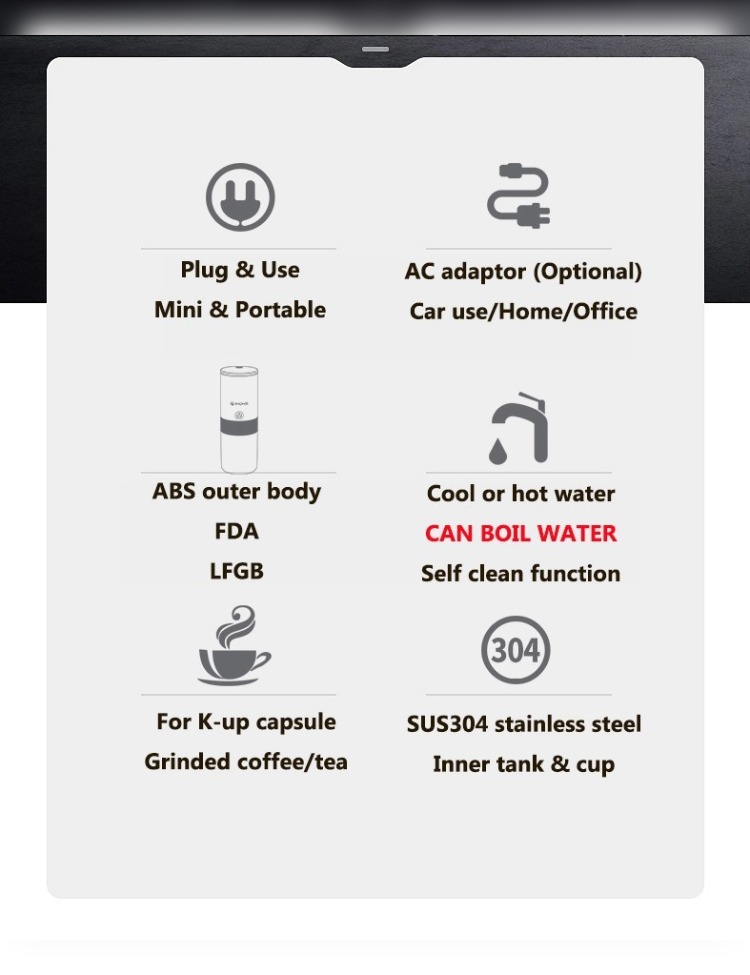 Plug & Use
Mini & Portable
AC adaptor (Optional)
Car use/Home/Office
ABS outer body
FDA
LFGB
Cool or hot water
CAN BOIL WATER
Self clean function
304
For K-up capsule
Grinded coffee/tea
SUS304 stainless steel
Inner tank & cup